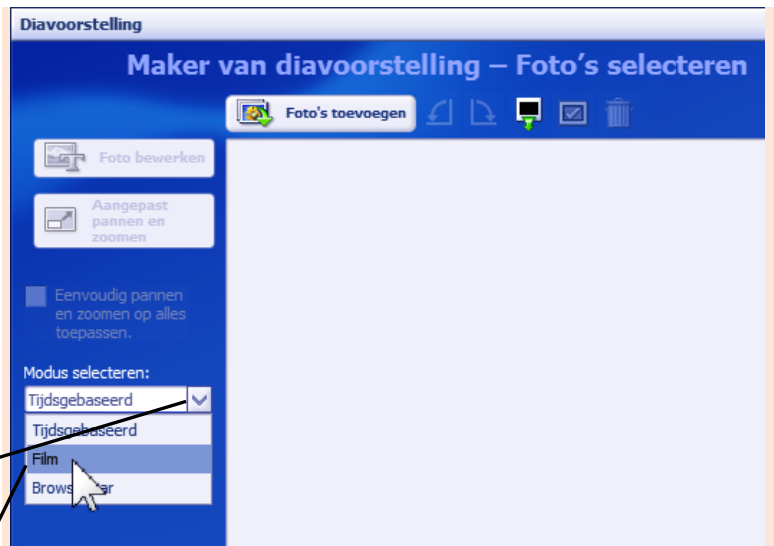 Diavoorstelling
Maker van diavoorstelling – Foto's selecteren
Foto's toevoegen
Foto bewerken
Aangepast
pannen en
zoomen
Eenvoudig pannen
en zoomen op alles
toepassen.
Modus selecteren:
Tijdsgebaseerd
Tijdsgebaseerd
Film